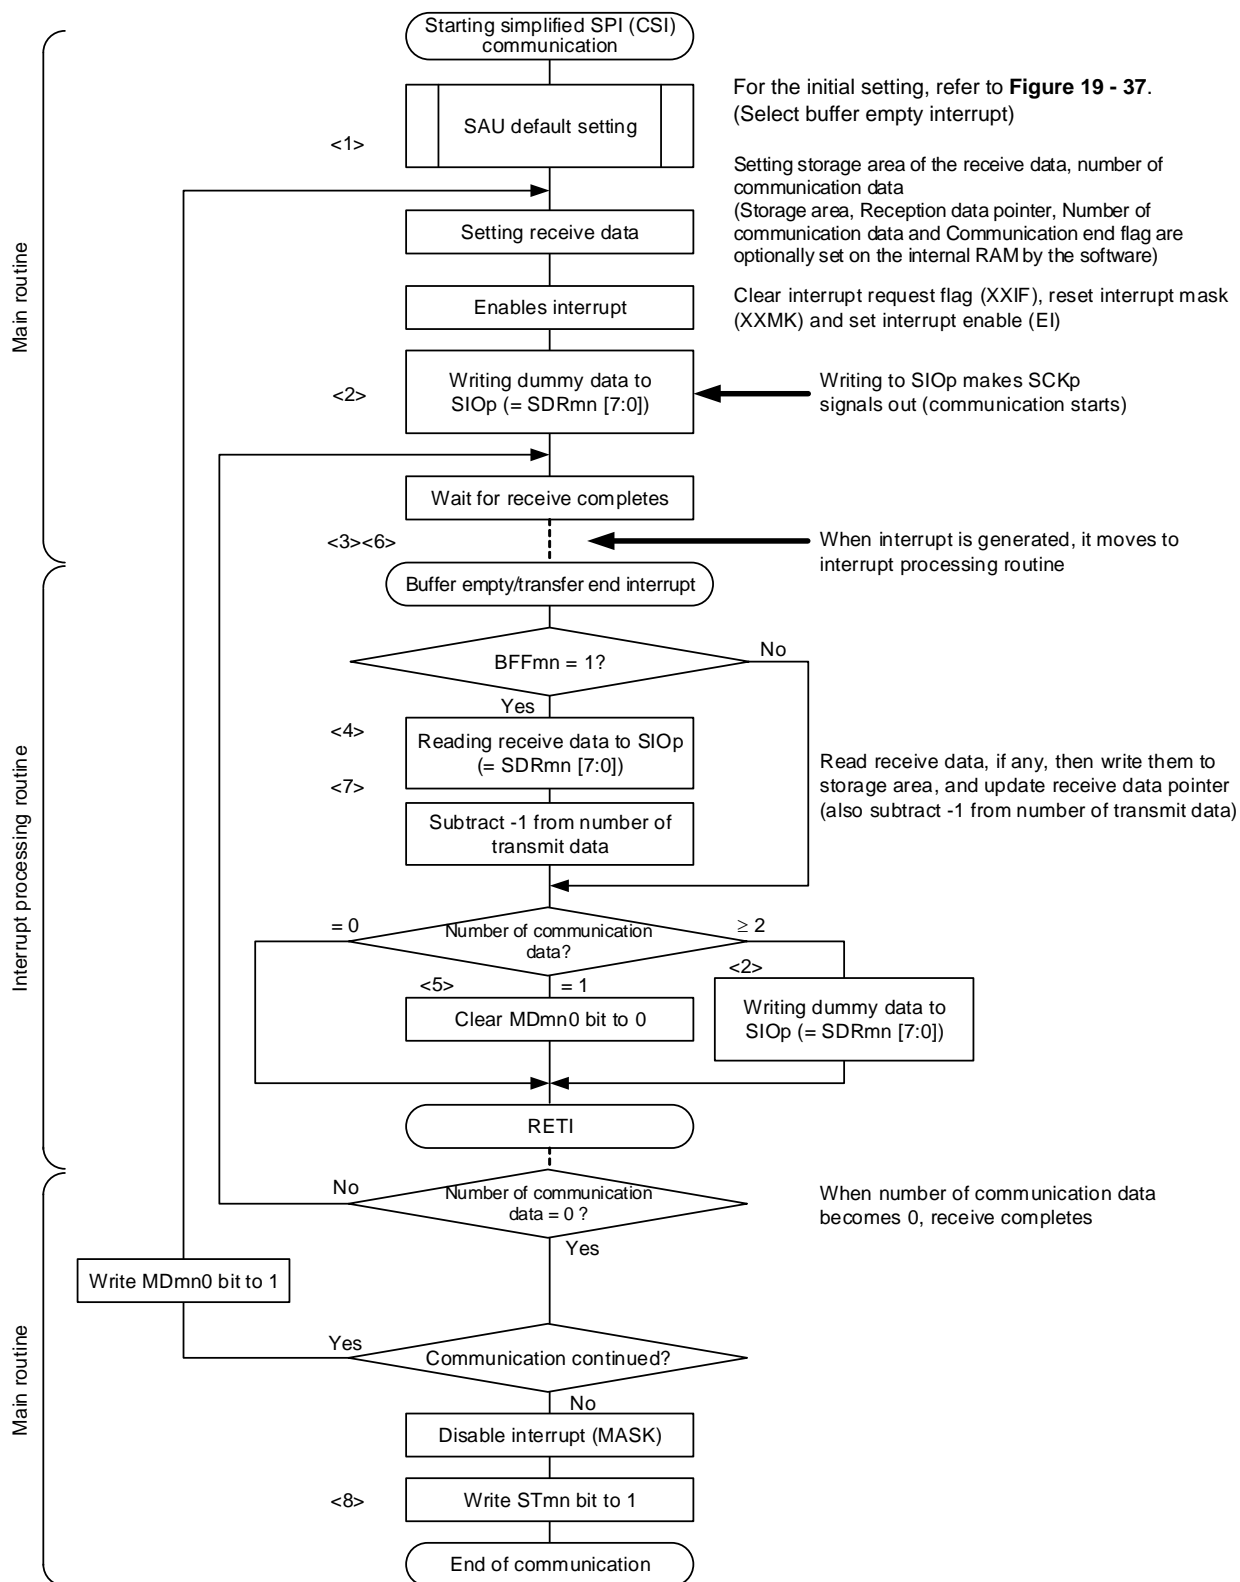 Starting simplified SPI (CSI)
communication
For the initial setting, refer to Figure 19 - 37.
(Select buffer empty interrupt)
SAU default setting
<1>
Setting storage area of the receive data, number of
communication data
(Storage area, Reception data pointer, Number of
communication data and Communication end flag are
optionally set on the internal RAM by the software)
Setting receive data
Main routine
Enables interrupt
Clear interrupt request flag (XXIF), reset interrupt mask
(XXMK) and set interrupt enable (EI)
<2>
Writing dummy data to
SIOp (= SDRmn [7:0])
Writing to SIOp makes SCKp
signals out (communication starts)
Wait for receive completes
<3><6>
When interrupt is generated, it moves to
interrupt processing routine
Buffer empty/transfer end interrupt
BFFmn = 1?
No
Yes
<4>
Reading receive data to SIOp
(= SDRmn [7:0])
<7>
Subtract -1 from number of
transmit data
Read receive data, if any, then write them to
storage area, and update receive data pointer
(also subtract -1 from number of transmit data)
Interrupt processing routine
= 0
Number of communication
data?
≥ 2
<2>
<5>
= 1
Clear MDmn0 bit to 0
Writing dummy data to
SIOp (= SDRmn [7:0])
RETI
No
Number of communication
data = 0 ?
When number of communication data
becomes 0, receive completes
Yes
Write MDmn0 bit to 1
Main routine
Yes
Communication continued?
No
Disable interrupt (MASK)
<8>
Write STmn bit to 1
End of communication